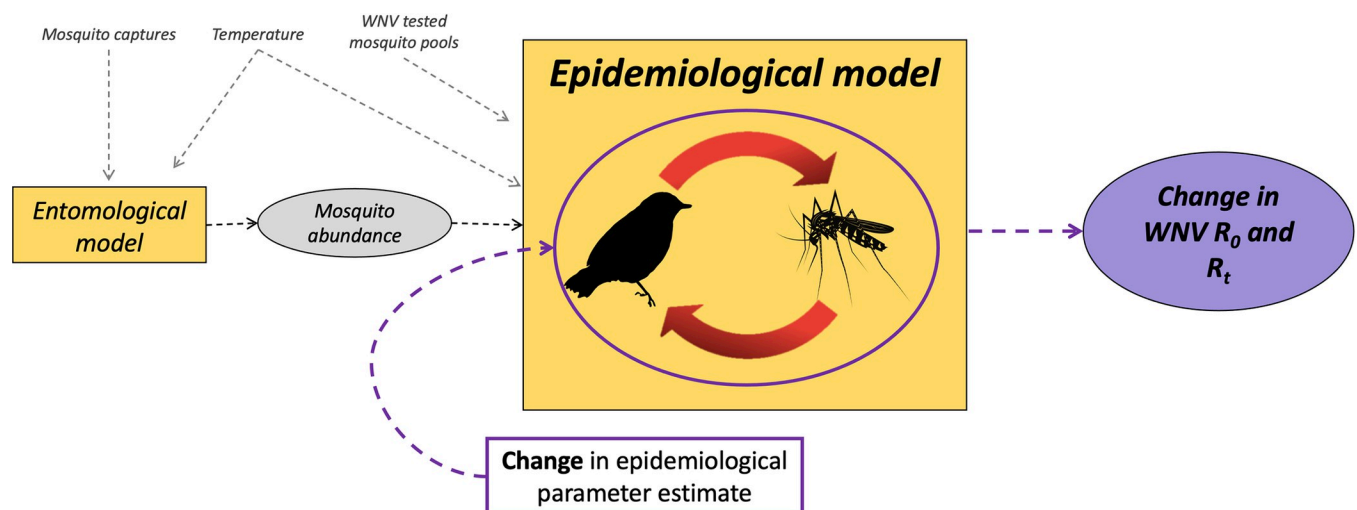 Mosquito captures
Temperature
WNV tested
mosquito pools
Epidemiological model
Entomological
model
Mosquito
abundance
Change in
WNV R₀ and
Rₜ
Change in epidemiological
parameter estimate